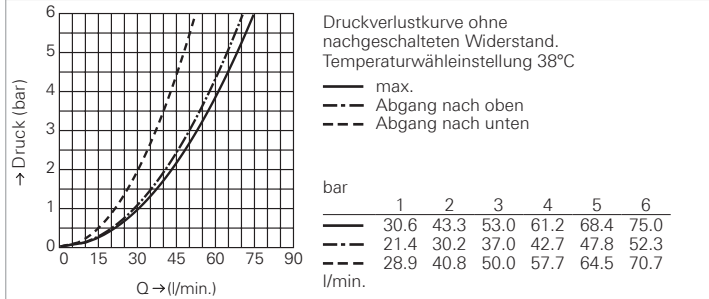 6
5
4
3
2
1
0
→ Druck (bar)
0 15 30 45 60 75 90
Q → (l/min.)
Druckverlustkurve ohne
nachgeschalteten Widerstand.
Temperaturwähleinstellung 38°C
max.
Abgang nach oben
Abgang nach unten
bar
1 2 3 4 5 6
30.6 43.3 53.0 61.2 68.4 75.0
21.4 30.2 37.0 42.7 47.8 52.3
28.9 40.8 50.0 57.7 64.5 70.7
l/min.